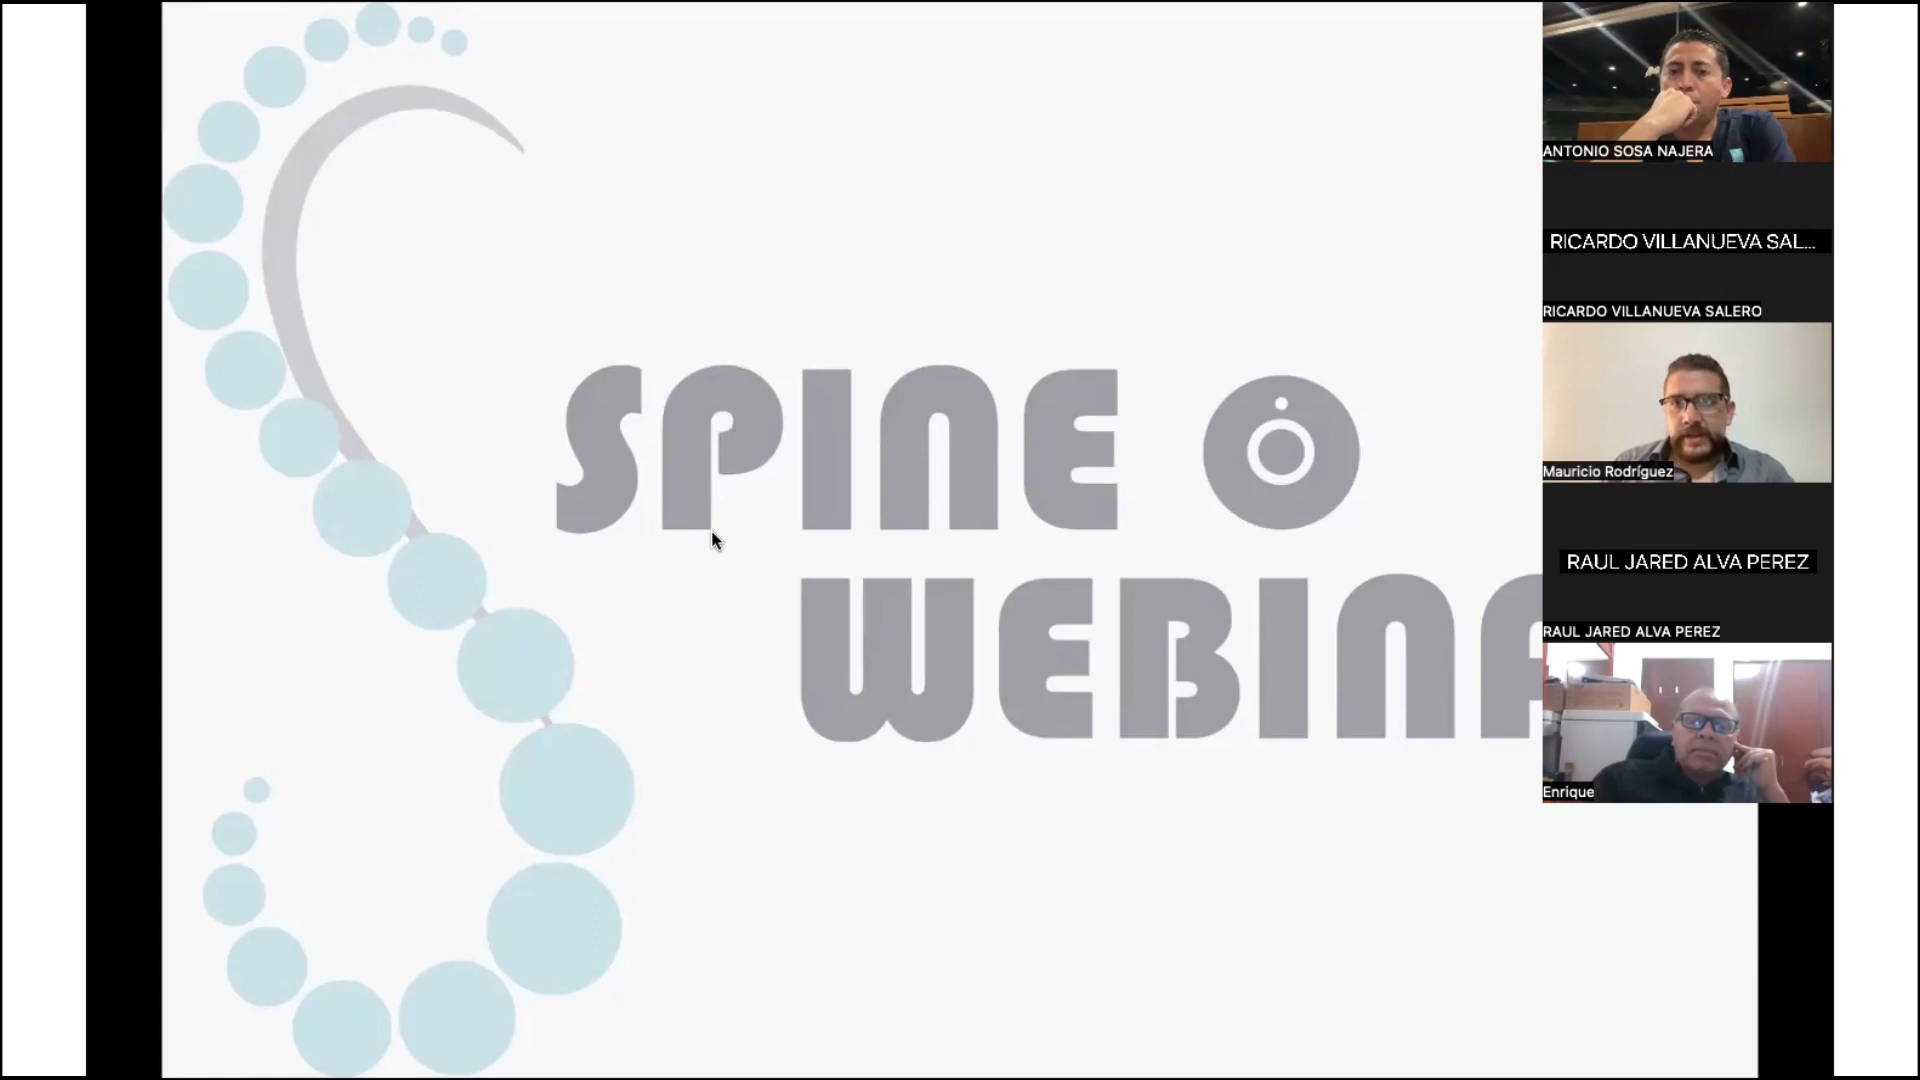 SPINE
WEBINA
ANTONIO SOSA NAJERA
RICARDO VILLANUEVA SAL...
RICARDO VILLANUEVA SALERO
Mauricio Rodríguez
RAUL JARED ALVA PEREZ
RAUL JARED ALVA PEREZ
Enrique